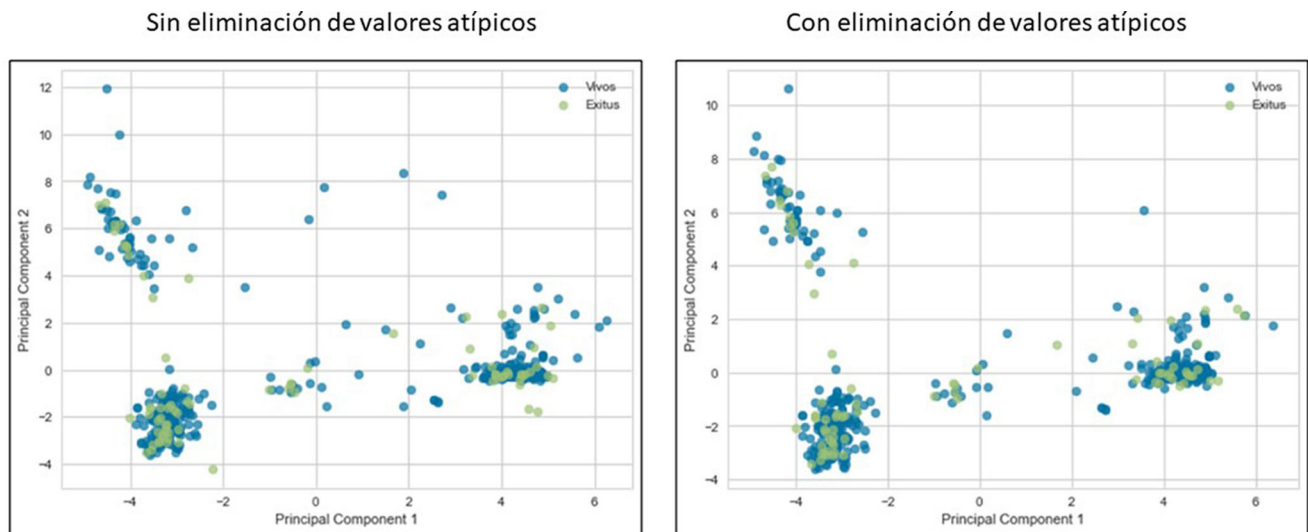 Sin eliminación de valores atípicos
Con eliminación de valores atípicos
Vivos
Exitus
12
10
8
6
4
2
0
−2
−4
Principal Component 2
−4
−2
0
2
4
6
Principal Component 1
Vivos
Exitus
10
8
6
4
2
0
−2
−4
Principal Component 2
−4
−2
0
2
4
6
Principal Component 1